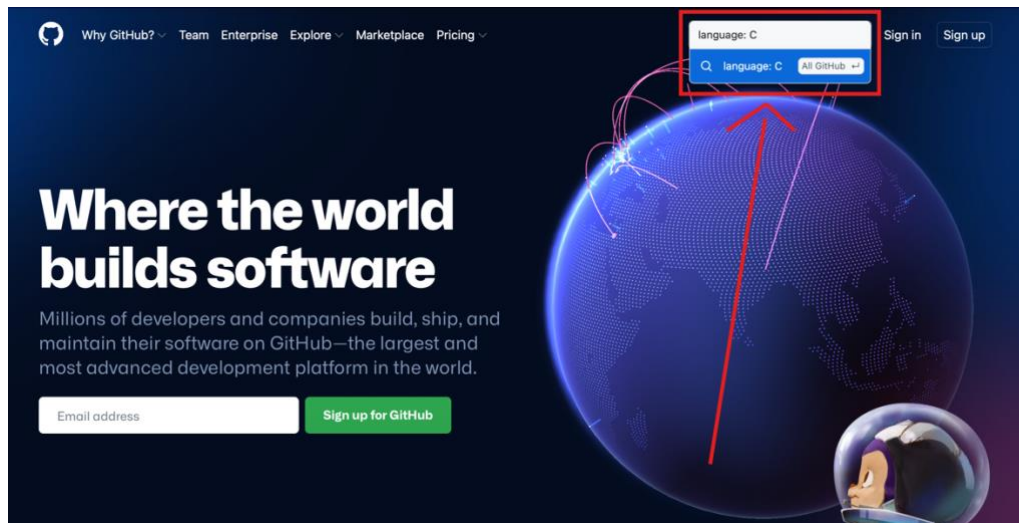 Why GitHub? Team Enterprise Explore Marketplace Pricing
language: C
Sign in Sign up
language: C All GitHub
Where the world
builds software
Millions of developers and companies build, ship, and
maintain their software on GitHub—the largest and
most advanced development platform in the world.
Email address Sign up for GitHub